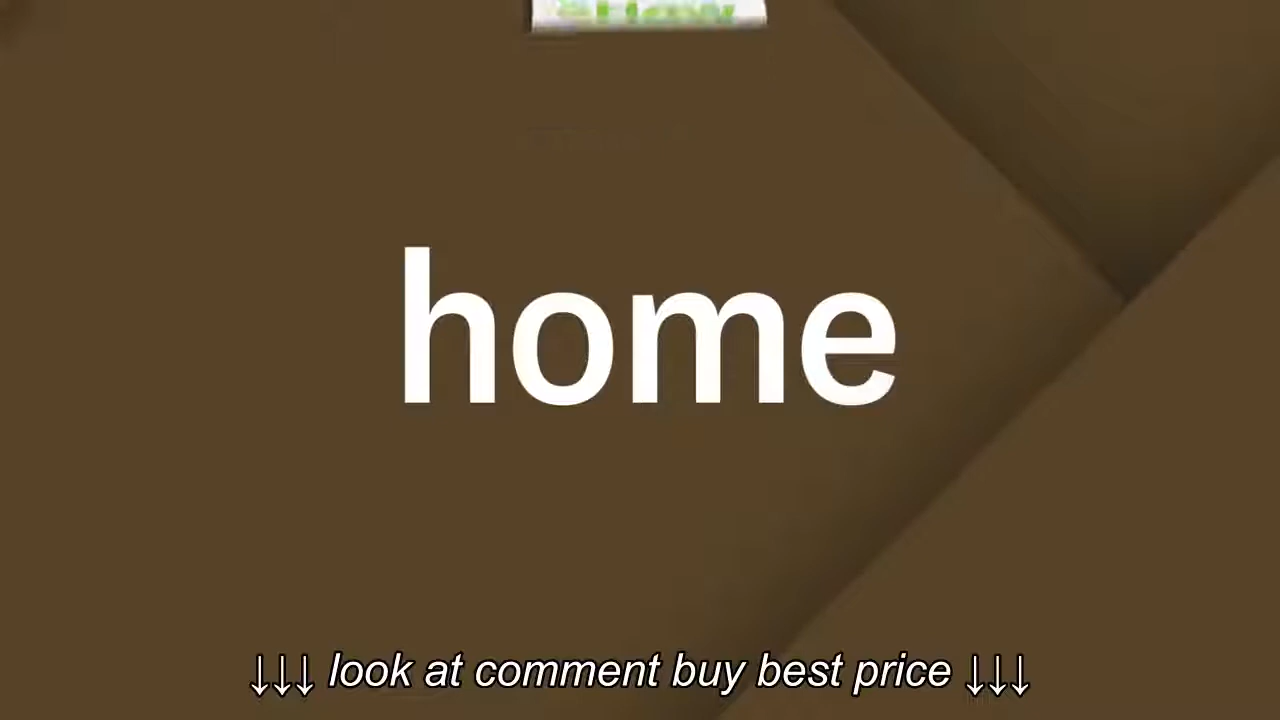 home
↓↓↓ look at comment buy best price ↓↓↓